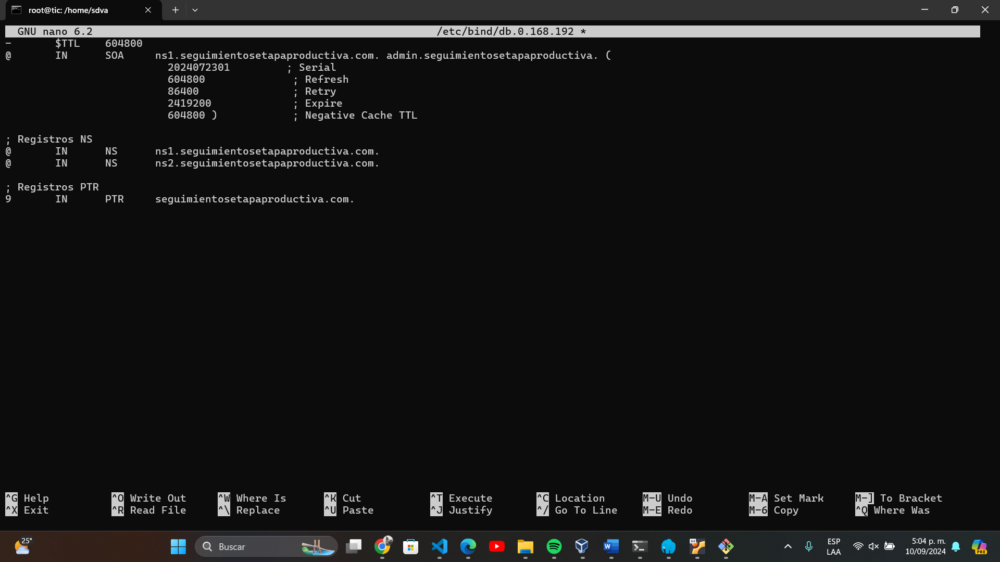 root@tic: /home/sdva
GNU nano 6.2 /etc/bind/db.0.168.192 *
- $TTL 604800
@ IN SOA ns1.seguimientosetapaproductiva.com. admin.seguimientosetapaproductiva. (
2024072301 ; Serial
604800 ; Refresh
86400 ; Retry
2419200 ; Expire
604800 ) ; Negative Cache TTL
; Registros NS
@ IN NS ns1.seguimientosetapaproductiva.com.
@ IN NS ns2.seguimientosetapaproductiva.com.
; Registros PTR
9 IN PTR seguimientosetapaproductiva.com.
^G Help ^O Write Out ^W Where Is ^K Cut ^T Execute ^C Location M-U Undo M-A Set Mark M-] To Bracket
^X Exit ^R Read File ^\ Replace ^U Paste ^J Justify ^/ Go To Line M-E Redo M-6 Copy ^Q Where Was
25°
Buscar
64
PRE
ESP
LAA
5:04 p. m.
10/09/2024